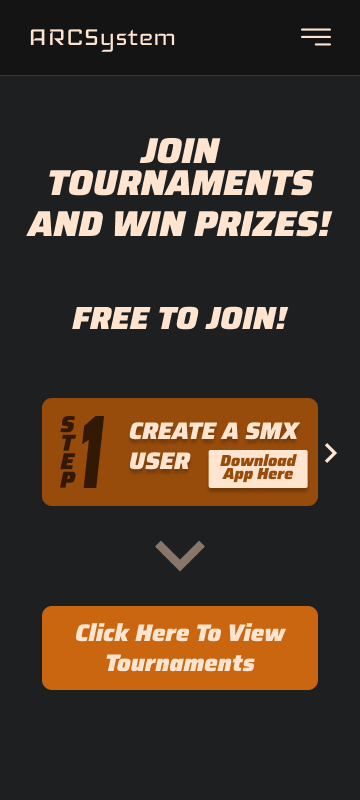 ARCSystem
JOIN
TOURNAMENTS
AND WIN PRIZES!
FREE TO JOIN!
STEP 1
CREATE A SMX
USER
Download
App Here
Click Here To View
Tournaments